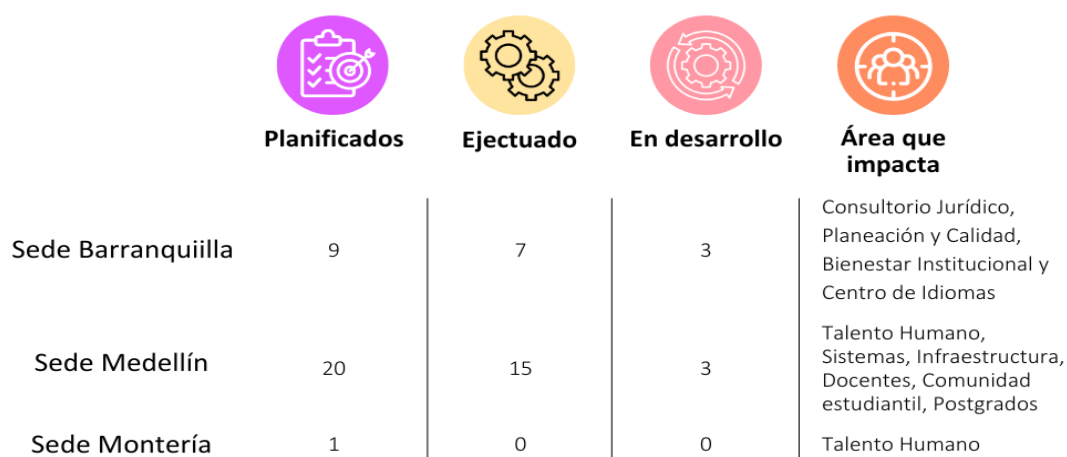 Planificados
Ejectuado
En desarrollo
Área que
impacta
Sede Barranquiilla
9
7
3
Consultorio Jurídico,
Planeación y Calidad,
Bienestar Institucional y
Centro de Idiomas
Sede Medellín
20
15
3
Talento Humano,
Sistemas, Infraestructura,
Docentes, Comunidad
estudiantil, Postgrados
Sede Montería
1
0
0
Talento Humano